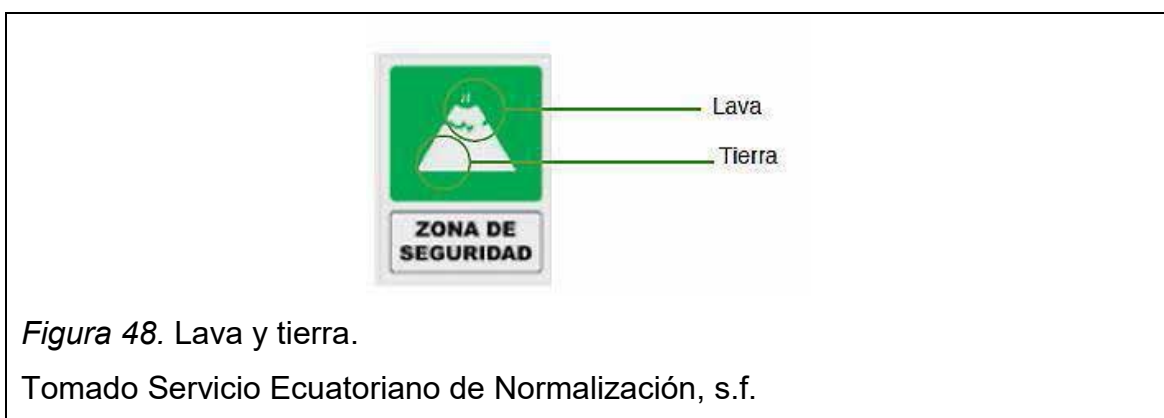 Lava
Tierra
ZONA DE
SEGURIDAD
Figura 48. Lava y tierra.
Tomado Servicio Ecuatoriano de Normalización, s.f.